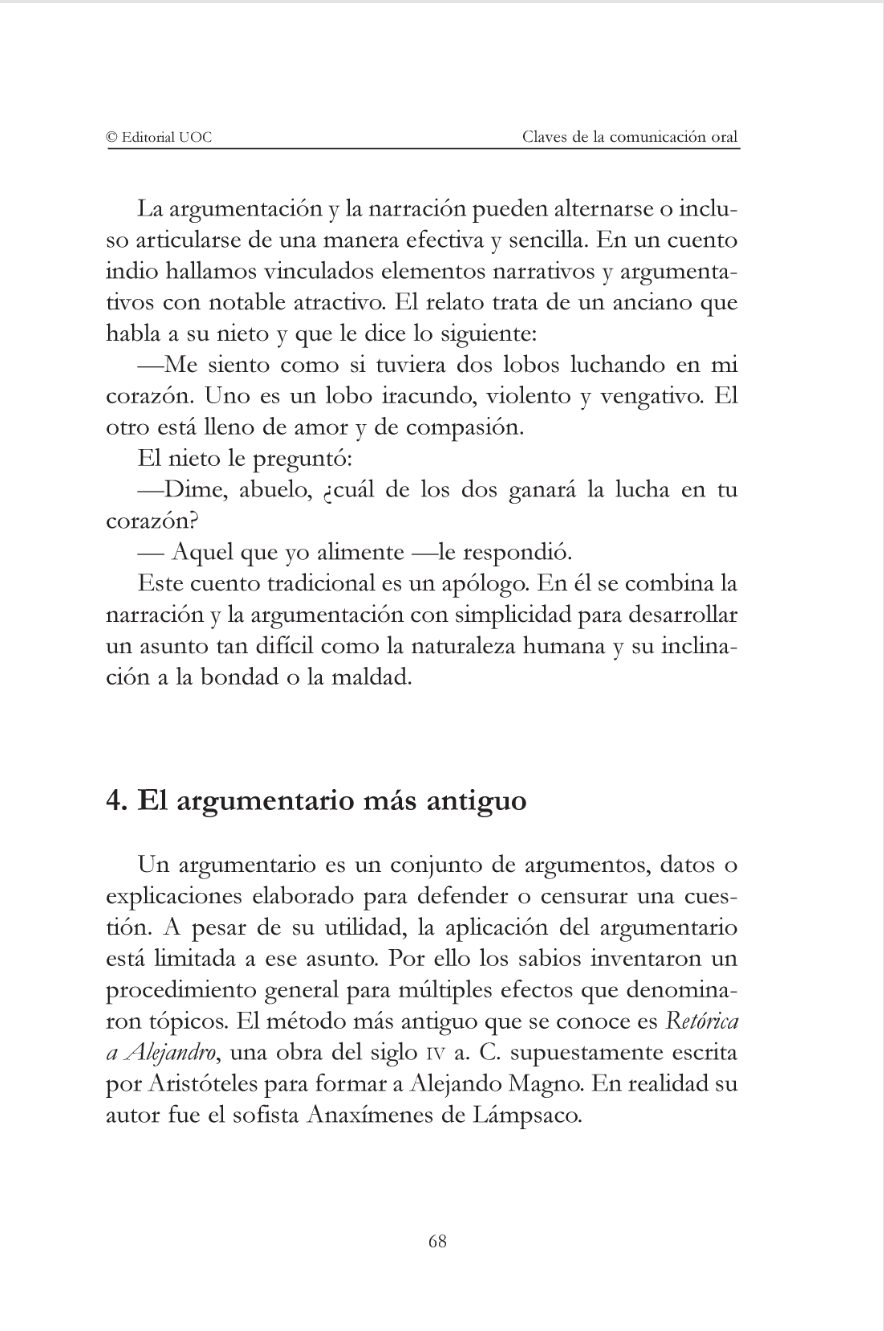 © Editorial UOC
Claves de la comunicación oral
La argumentación y la narración pueden alternarse o inclu-
so articularse de una manera efectiva y sencilla. En un cuento
indio hallamos vinculados elementos narrativos y argumenta-
tivos con notable atractivo. El relato trata de un anciano que
habla a su nieto y que le dice lo siguiente:
—Me siento como si tuviera dos lobos luchando en mi
corazón. Uno es un lobo iracundo, violento y vengativo. El
otro está lleno de amor y de compasión.
El nieto le preguntó:
—Dime, abuelo, ¿cuál de los dos ganará la lucha en tu
corazón?
— Aquel que yo alimente —le respondió.
Este cuento tradicional es un apólogo. En él se combina la
narración y la argumentación con simplicidad para desarrollar
un asunto tan difícil como la naturaleza humana y su inclina-
ción a la bondad o la maldad.
4. El argumentario más antiguo
Un argumentario es un conjunto de argumentos, datos o
explicaciones elaborado para defender o censurar una cues-
tión. A pesar de su utilidad, la aplicación del argumentario
está limitada a ese asunto. Por ello los sabios inventaron un
procedimiento general para múltiples efectos que denomina-
ron tópicos. El método más antiguo que se conoce es Retórica
a Alejandro, una obra del siglo IV a. C. supuestamente escrita
por Aristóteles para formar a Alejando Magno. En realidad su
autor fue el sofista Anaxímenes de Lámpsaco.
68